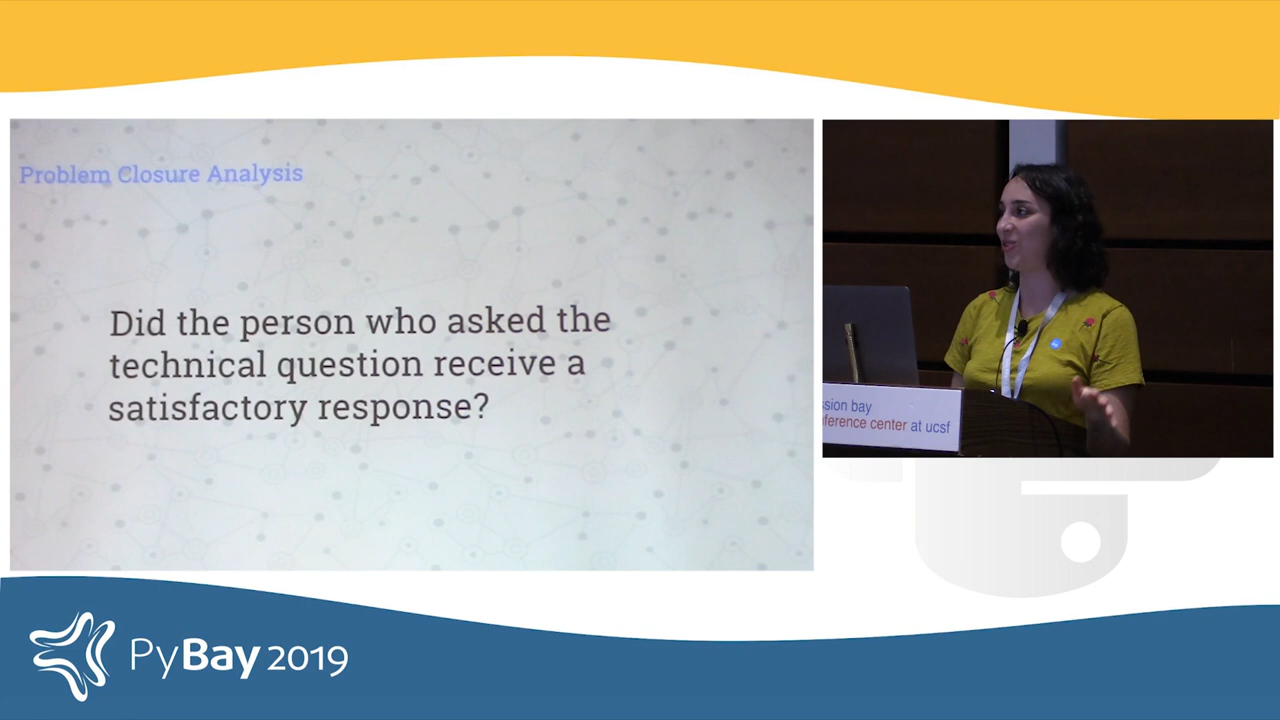 Problem Closure Analysis
Did the person who asked the
technical question receive a
satisfactory response?
ssion bay
ference center at ucsf
PyBay 2019